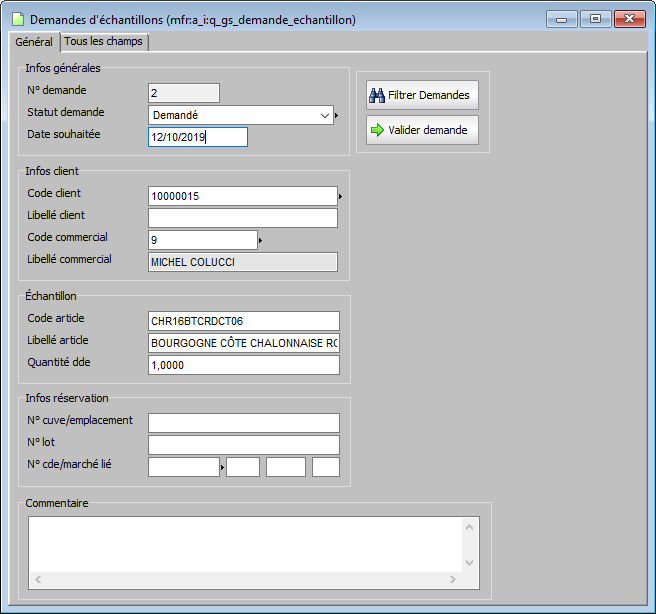 Demandes d'échantillons (mfr:a_i:q_gs_demande_echantillon)
Général Tous les champs
Infos générales
N° demande 2
Statut demande Demandé
Date souhaitée 12/10/2019
Filtrer Demandes
Valider demande
Infos client
Code client 10000015
Libellé client
Code commercial 9
Libellé commercial MICHEL COLUCCI
Échantillon
Code article CHR16BTCRDCT06
Libellé article BOURGOGNE CÔTE CHALONNAISE RO
Quantité dde 1,0000
Infos réservation
N° cuve/emplacement
N° lot
N° cde/marché lié
Commentaire